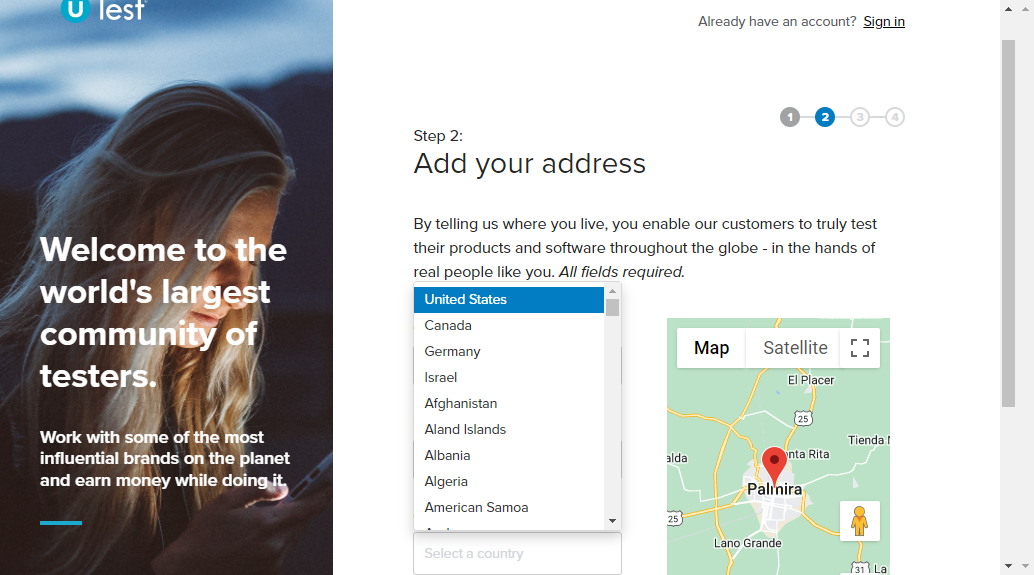 U Test
Already have an account? Sign in
1 2 3 4
Step 2:
Add your address
By telling us where you live, you enable our customers to truly test
their products and software throughout the globe - in the hands of
real people like you. All fields required.
Welcome to the
world's largest
community of
testers.
Work with some of the most
influential brands on the planet
and earn money while doing it.
United States
Canada
Germany
Israel
Afghanistan
Aland Islands
Albania
Algeria
American Samoa
Select a country
Map Satellite
El Placer
25
Tienda
alda
nta Rita
Palmira
25
Lano Grande
31 La